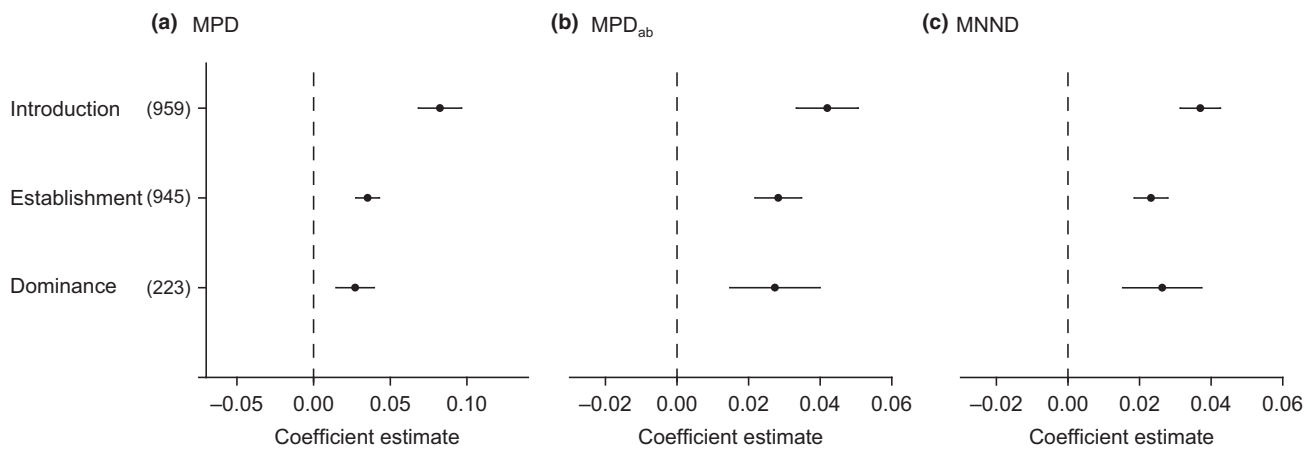 (a) MPD
(b) MPDab
(c) MNND
Introduction (959)
Establishment (945)
Dominance (223)
–0.05 0.00 0.05 0.10
–0.02 0.00 0.02 0.04 0.06
–0.02 0.00 0.02 0.04 0.06
Coefficient estimate
Coefficient estimate
Coefficient estimate